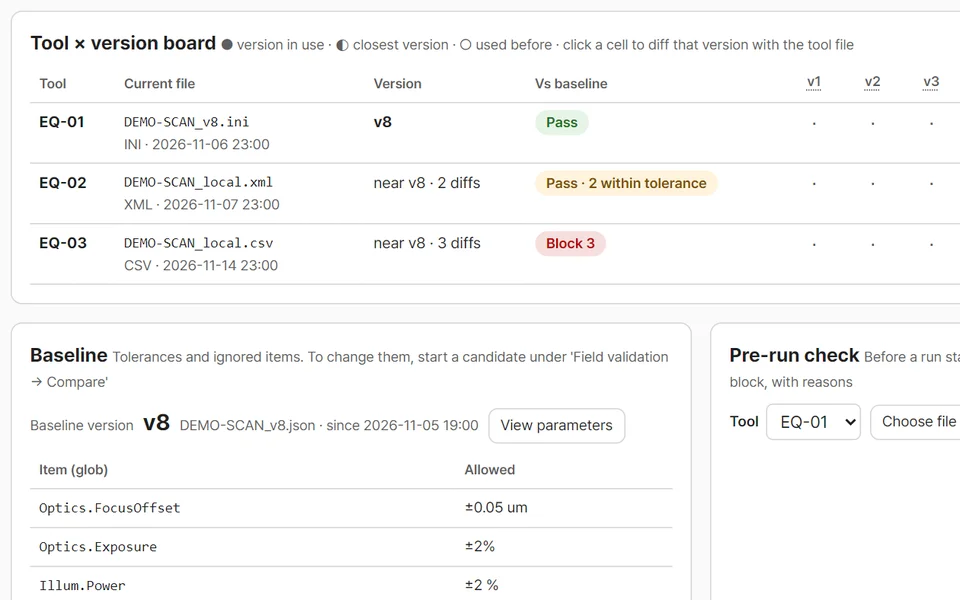 Tool × version board ● version in use · ◐ closest version · ○ used before · click a cell to diff that version with the tool file
Tool Current file Version Vs baseline v1 v2 v3
EQ-01 DEMO-SCAN_v8.ini v8 Pass · · ·
INI · 2026-11-06 23:00
EQ-02 DEMO-SCAN_local.xml near v8 · 2 diffs Pass · 2 within tolerance · · ·
XML · 2026-11-07 23:00
EQ-03 DEMO-SCAN_local.csv near v8 · 3 diffs Block 3 · · ·
CSV · 2026-11-14 23:00
Baseline Tolerances and ignored items. To change them, start a candidate under 'Field validation
→ Compare'
Baseline version v8 DEMO-SCAN_v8.json · since 2026-11-05 19:00 View parameters
Item (glob) Allowed
Optics.FocusOffset ±0.05 um
Optics.Exposure ±2%
Illum.Power ±2 %
Pre-run check Before a run
block, with reasons
Tool EQ-01 Choose file